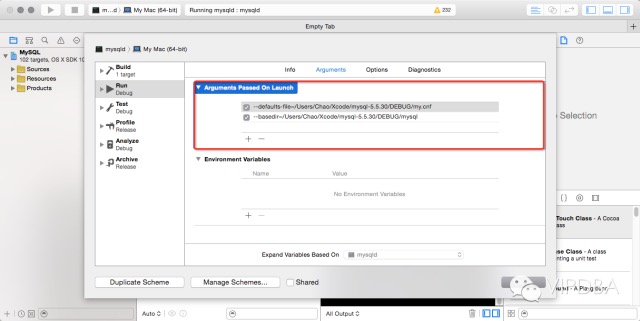 m...d
My Mac (64-bit)
Running mysqld : mysqld
232
Empty Tab
MySQL
102 targets, OS X SDK 10
Sources
Resources
Products
mysqld
My Mac (64-bit)
Build
1 target
Run
Debug
Test
Debug
Profile
Release
Analyze
Debug
Archive
Release
Info
Arguments
Options
Diagnostics
Arguments Passed On Launch
--defaults-file=/Users/Chao/Xcode/mysql-5.5.30/DEBUG/my.cnf
--basedir=/Users/Chao/Xcode/mysql-5.5.30/DEBUG/mysql
Environment Variables
Name
Value
No Environment Variables
Expand Variables Based On
mysqld
Duplicate Scheme
Manage Schemes...
Shared
Selection
Touch Class - A Cocoa
class
Class - A class
nting a unit test
- A Playground
VIPDBA
Auto
All Output